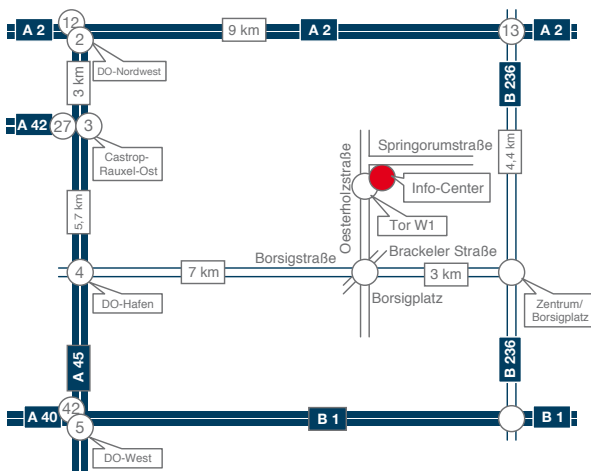 12
A 2
9 km
A 2
13
A 2
2
DO-Nordwest
3 km
B 236
A 42
27
3
Castrop-
Rauxel-Ost
4,4 km
Springorumstraße
Oesterholzstraße
Info-Center
Tor W1
5,7 km
Borsigstraße
Brackeler Straße
4
7 km
3 km
DO-Hafen
Borsigplatz
Zentrum/
Borsigplatz
A 45
B 236
42
A 40
B 1
B 1
5
DO-West